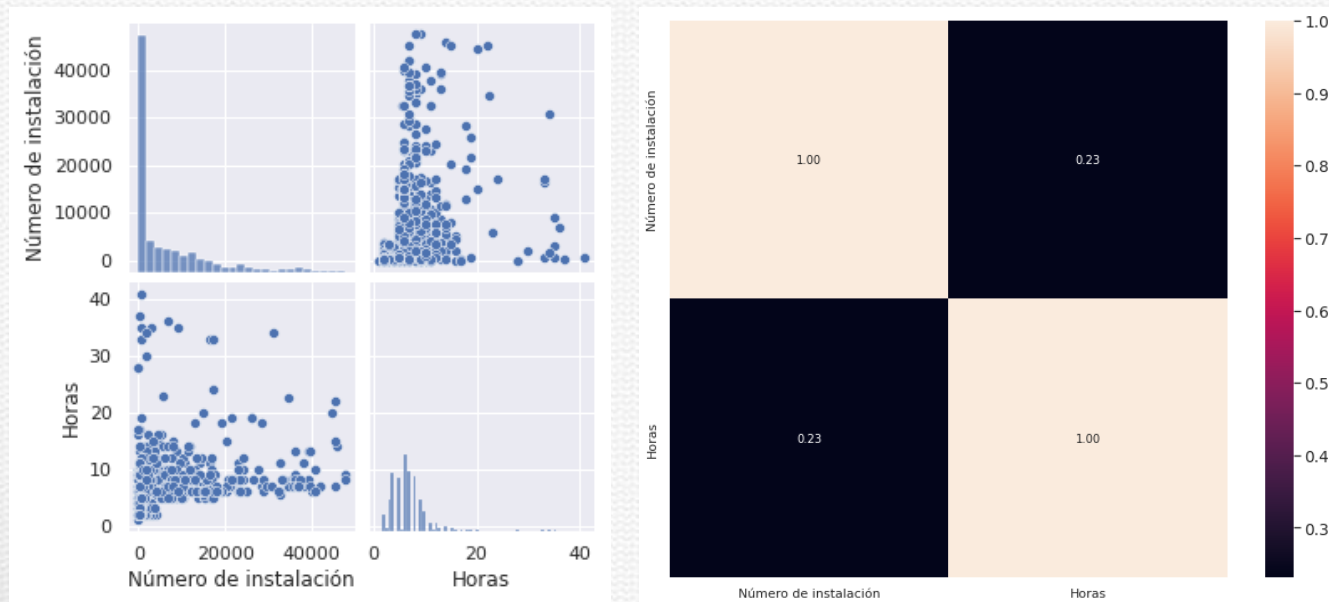 Número de instalación
40000
30000
20000
10000
0
Horas
40
30
20
10
0
0 20000 40000
Número de instalación
0 20 40
Horas
Número de instalación
Horas
1.00 0.23
0.23 1.00
Número de instalación
Horas
1.0
0.9
0.8
0.7
0.6
0.5
0.4
0.3